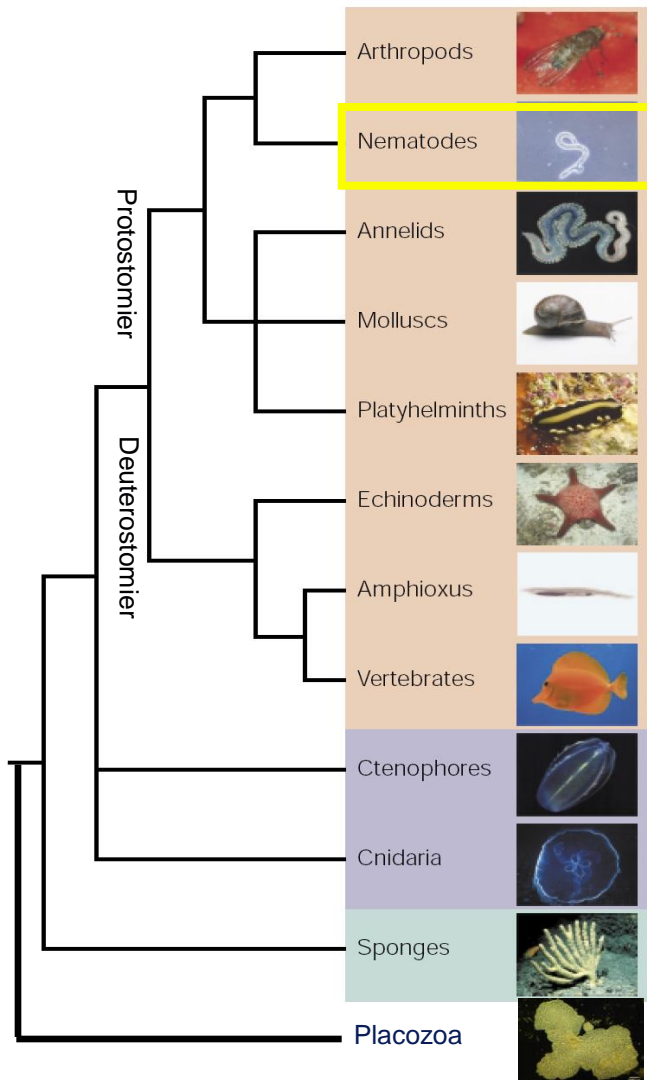 Arthropods
Nematodes
Annelids
Molluscs
Platyhelminths
Echinoderms
Amphioxus
Vertebrates
Ctenophores
Cnidaria
Sponges
Placozoa
Protostomier
Deuterostomier